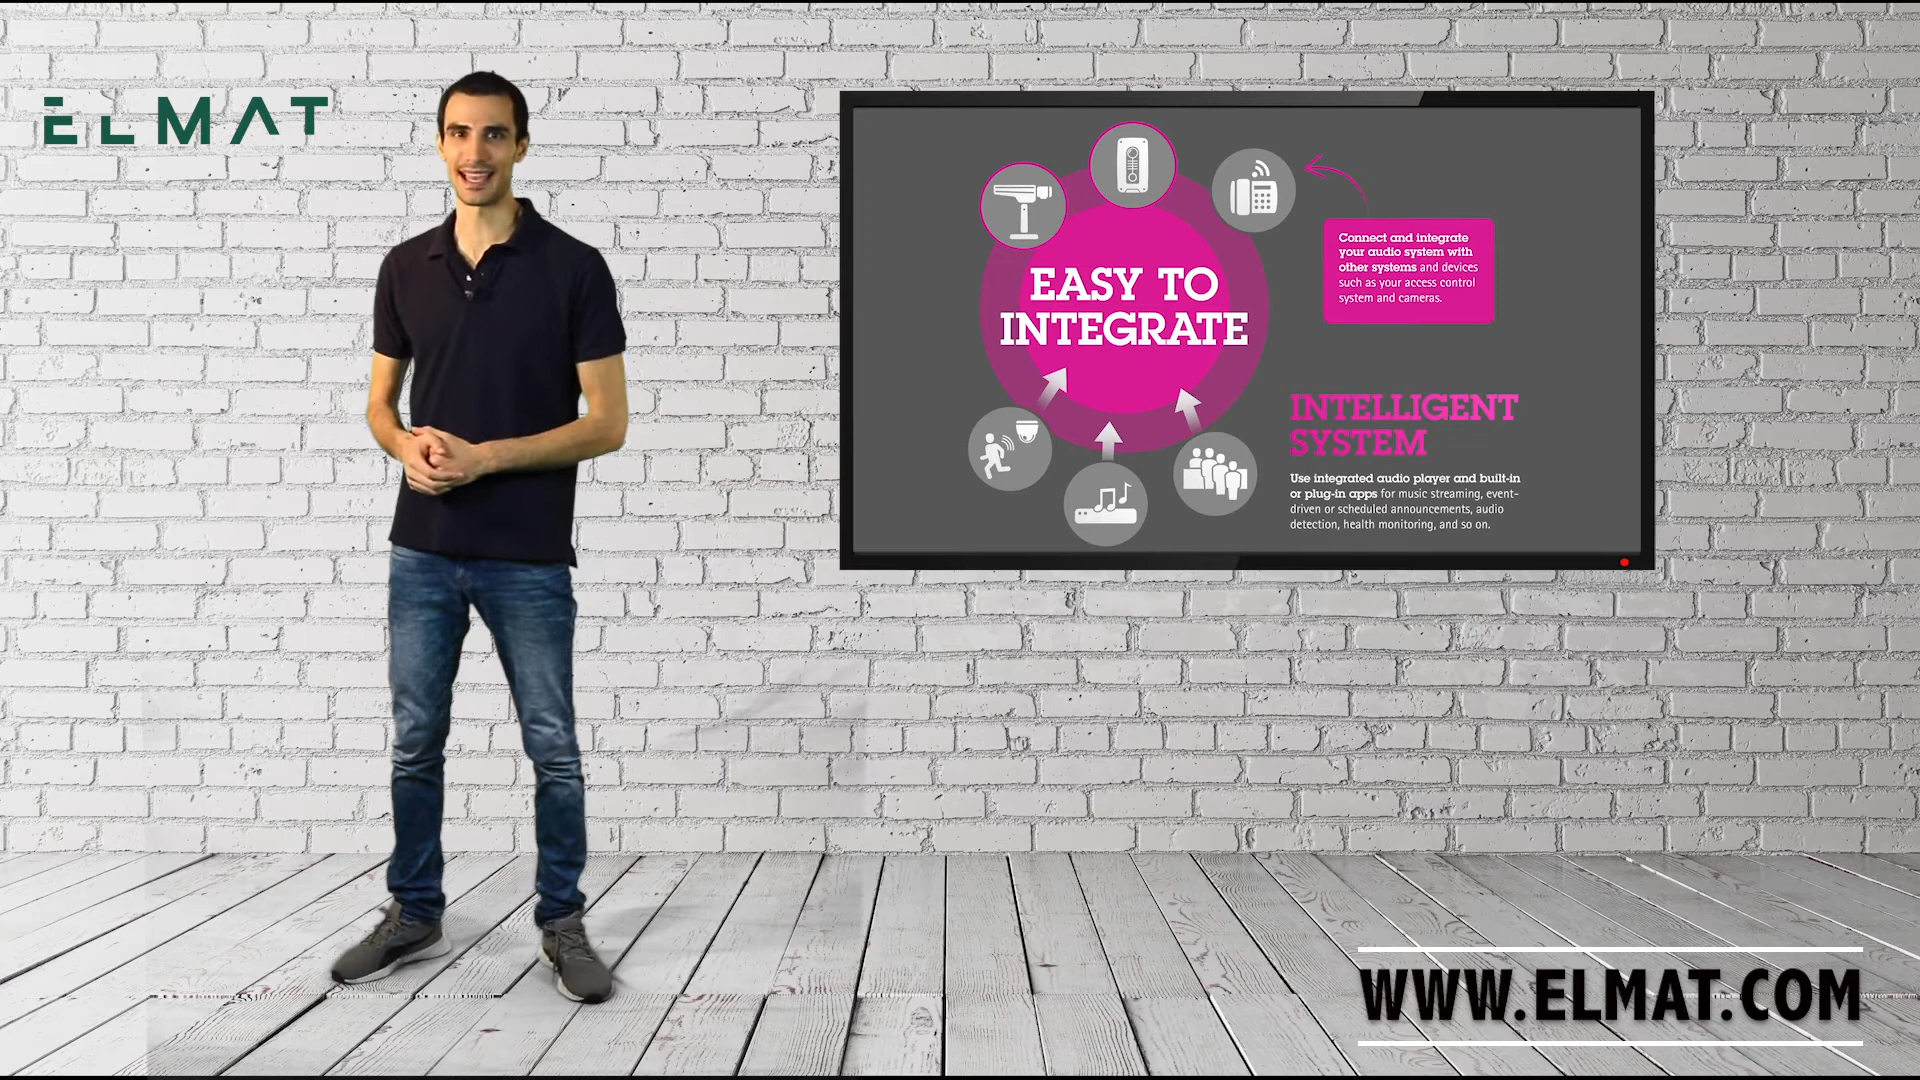 ELMAT
EASY TO
INTEGRATE
Connect and integrate
your audio system with
other systems and devices
such as your access control
system and cameras.
INTELLIGENT
SYSTEM
Use integrated audio player and built-in
or plug-in apps for music streaming, event-
driven or scheduled announcements, audio
detection, health monitoring, and so on.
WWW.ELMAT.COM